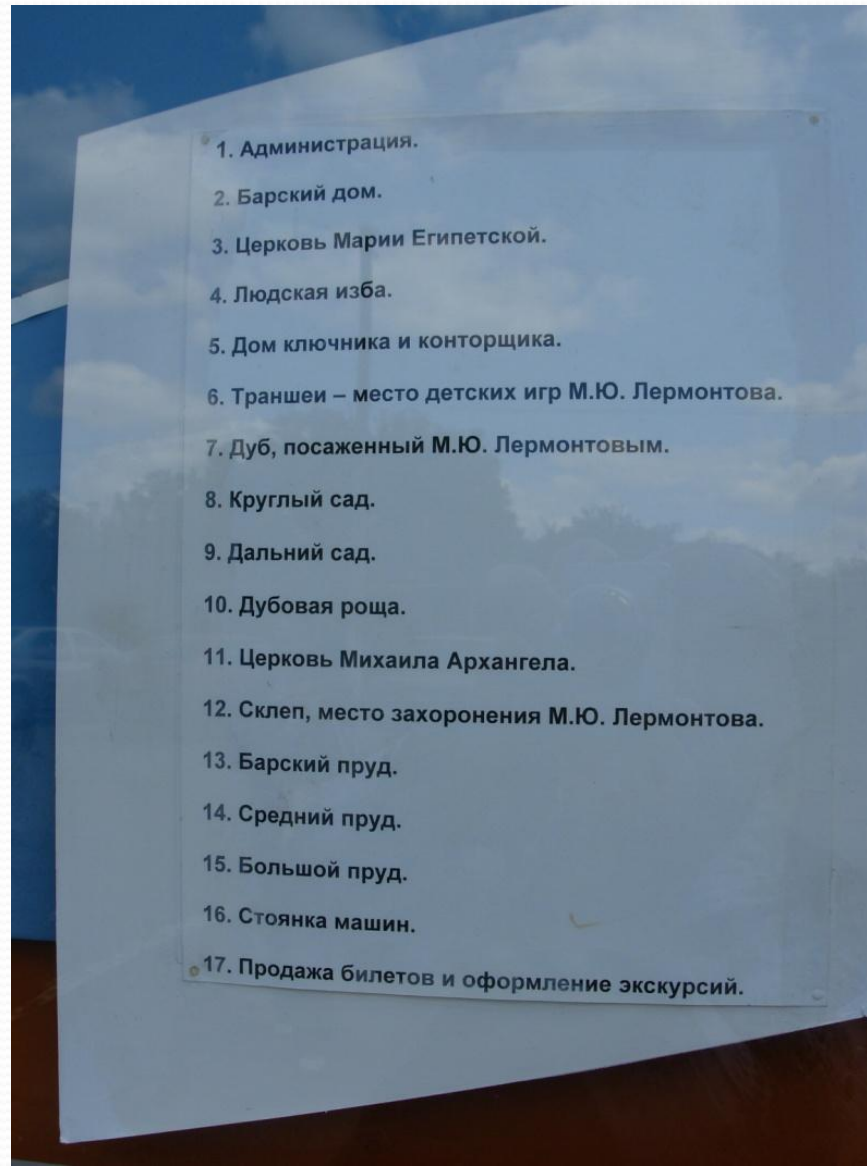 1. Администрация.
2. Барский дом.
3. Церковь Марии Египетской.
4. Людская изба.
5. Дом ключника и конторщика.
6. Траншеи – место детских игр М.Ю. Лермонтова.
7. Дуб, посаженный М.Ю. Лермонтовым.
8. Круглый сад.
9. Дальний сад.
10. Дубовая роща.
11. Церковь Михаила Архангела.
12. Склеп, место захоронения М.Ю. Лермонтова.
13. Барский пруд.
14. Средний пруд.
15. Большой пруд.
16. Стоянка машин.
17. Продажа билетов и оформление экскурсий.